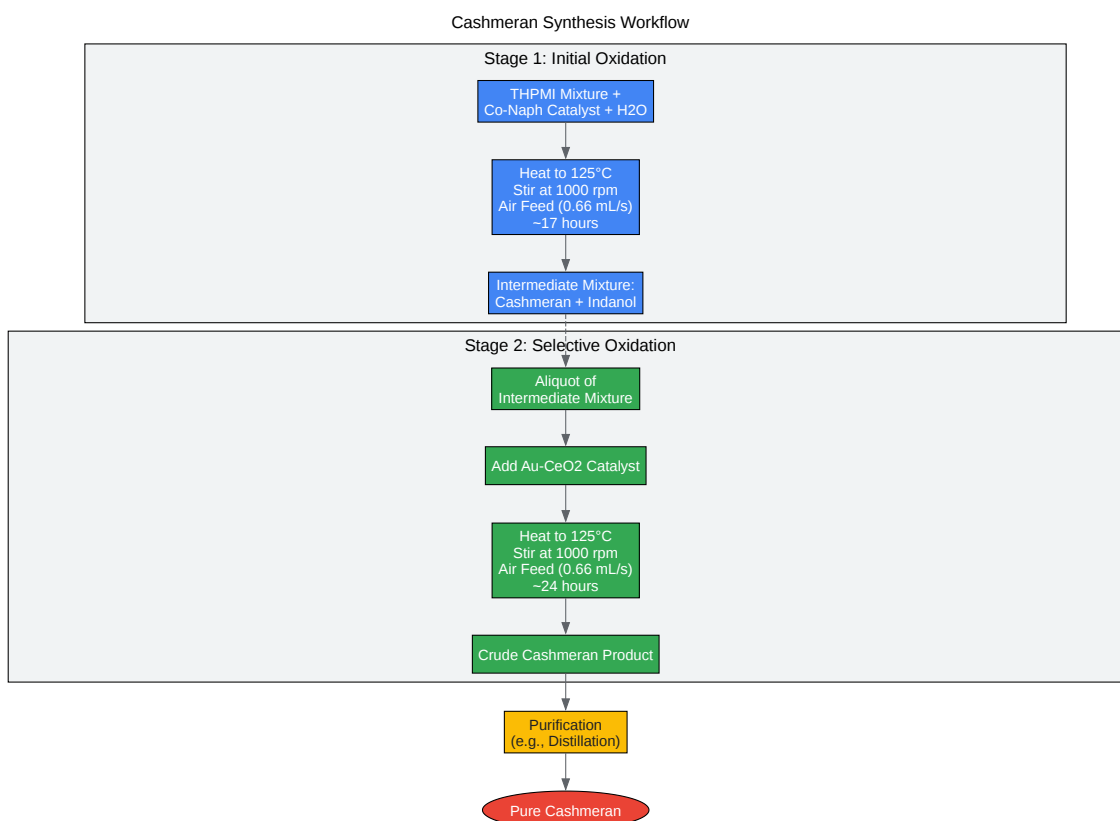 Cashmeran Synthesis Workflow
Stage 1: Initial Oxidation
THPMI Mixture +
Co-Naph Catalyst + H2O
Heat to 125°C
Stir at 1000 rpm
Air Feed (0.66 mL/s)
~17 hours
Intermediate Mixture:
Cashmeran + Indanol
Stage 2: Selective Oxidation
Aliquot of
Intermediate Mixture
Add Au-CeO2 Catalyst
Heat to 125°C
Stir at 1000 rpm
Air Feed (0.66 mL/s)
~24 hours
Crude Cashmeran Product
Purification
(e.g., Distillation)
Pure Cashmeran